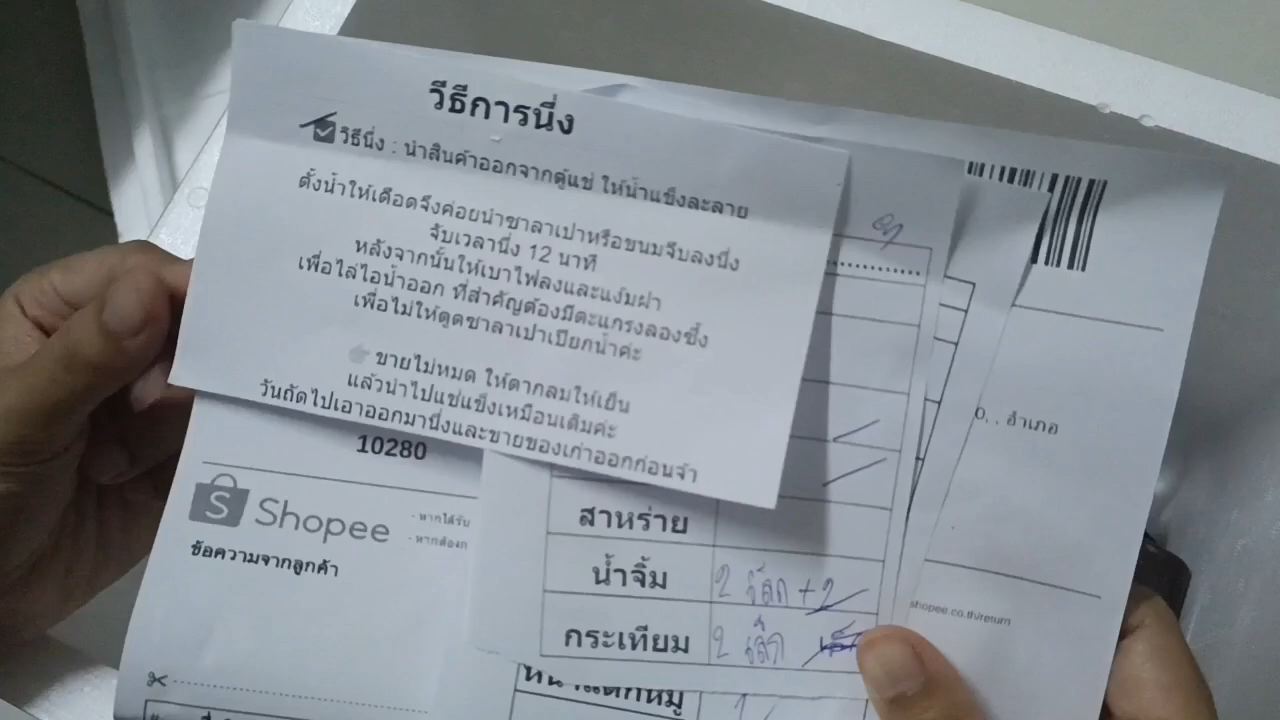 วีธีการนึ่ง
วิธีนึ่ง : นำสินค้าออกจากตู้แช่ ให้น้ำแข็งละลาย
ตั้งน้ำให้เดือดจึงค่อยนำซาลาเปาหรือขนมจีบลงนึ่ง
จับเวลานึ่ง 12 นาที
หลังจากนั้นให้เบาไฟลงและแง้มฝา
เพื่อไล่ไอน้ำออก ที่สำคัญต้องมีตะแกรงลองซึ้ง
เพื่อไม่ให้ตูดซาลาเปาเปียกน้ำค่ะ
ขายไม่หมด ให้ตากลมให้เย็น
แล้วนำไปแช่แข็งเหมือนเดิมค่ะ
วันถัดไปเอาออกมานึ่งและขายของเก่าออกก่อนจ้า
10280
Shopee
- หากได้รับ
- หากต้องก
ข้อความจากลูกค้า
สาหร่าย
น้ำจิ้ม 2 +2
กระเทียม 2 เล็ก
0, , อำเภอ
shopee.co.th/return